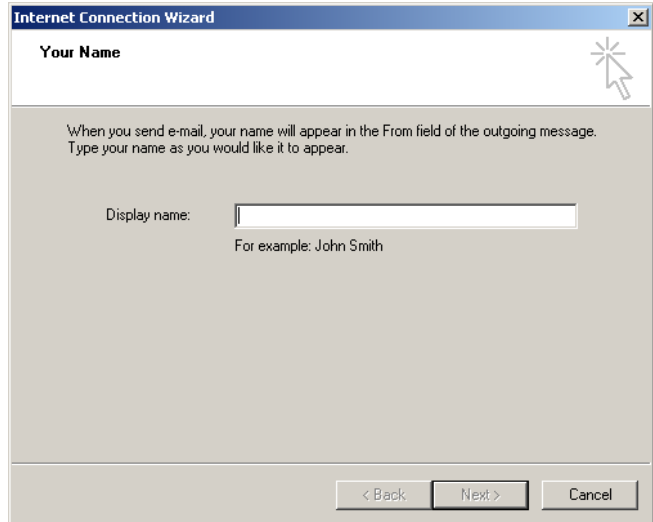 Internet Connection Wizard
Your Name
When you send e-mail, your name will appear in the From field of the outgoing message.
Type your name as you would like it to appear.
Display name:
For example: John Smith
< Back
Next >
Cancel